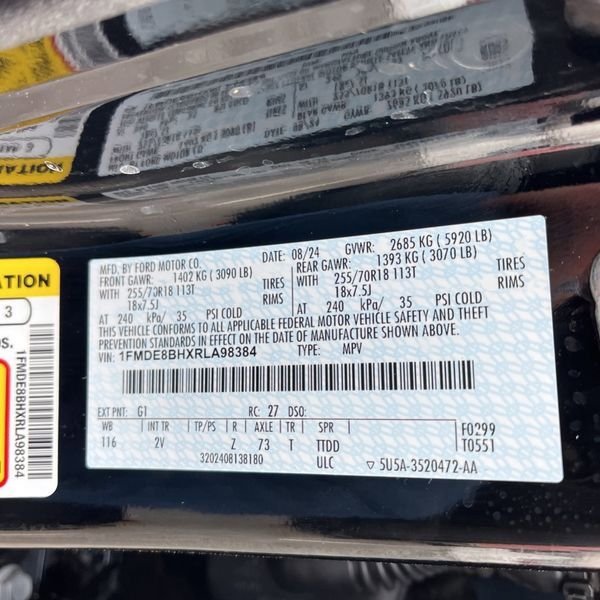 MFD. BY FORD MOTOR CO.
DATE: 08/24 GVWR: 2685 KG ( 5920 LB)
FRONT GAWR: 1402 KG ( 3090 LB)
REAR GAWR: 1393 KG ( 3070 LB)
WITH 255/70R18 113T TIRES
WITH 255/70R18 113T TIRES
18x7.5J RIMS
18x7.5J RIMS
AT 240 kPa/ 35 PSI COLD
AT 240 kPa/ 35 PSI COLD
THIS VEHICLE CONFORMS TO ALL APPLICABLE FEDERAL MOTOR VEHICLE SAFETY AND THEFT
PREVENTION STANDARDS IN EFFECT ON THE DATE OF MANUFACTURE SHOWN ABOVE.
VIN: 1FMDE8BHXRLA98384 TYPE: MPV
EXT PNT: G1 RC: 27 DSO:
WB INT TR TP/PS R AXLE TR SPR
116 2V Z 73 T TTDD
F0299
T0551
3202408138180 ULC
▽ 5U5A-3520472-AA
ATION
3
1FMDE8BHXRLA98384